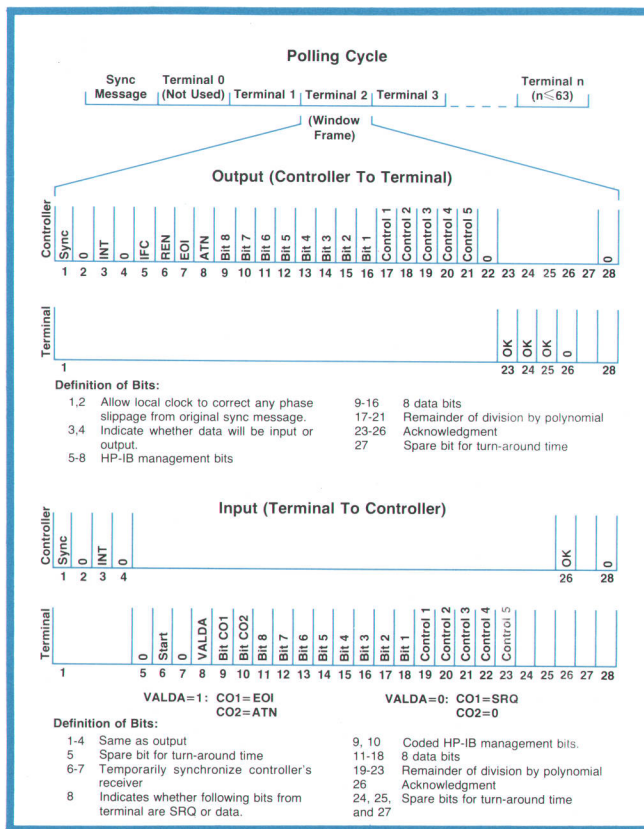 Polling Cycle
Sync Message
Terminal 0 (Not Used)
Terminal 1
Terminal 2
Terminal 3
Terminal n (n≤63)
(Window Frame)
Output (Controller To Terminal)
Controller
Sync 0 INT 0 IFC REN EOI ATN Bit 8 Bit 7 Bit 6 Bit 5 Bit 4 Bit 3 Bit 2 Bit 1 Control 1 Control 2 Control 3 Control 4 Control 5 0 0
1 2 3 4 5 6 7 8 9 10 11 12 13 14 15 16 17 18 19 20 21 22 23 24 25 26 27 28
Terminal
OK OK OK 0
1 23 24 25 26 28
Definition of Bits:
1,2 Allow local clock to correct any phase
slippage from original sync message.
3,4 Indicate whether data will be input or
output.
5-8 HP-IB management bits
9-16 8 data bits
17-21 Remainder of division by polynomial
23-26 Acknowledgment
27 Spare bit for turn-around time
Input (Terminal To Controller)
Controller
Sync 0 INT 0 OK 0
1 2 3 4 26 28
Terminal
0 Start 0 VALDA Bit CO1 Bit CO2 Bit 8 Bit 7 Bit 6 Bit 5 Bit 4 Bit 3 Bit 2 Bit 1 Control 1 Control 2 Control 3 Control 4 Control 5
1 5 6 7 8 9 10 11 12 13 14 15 16 17 18 19 20 21 22 23 24 25 26 27 28
VALDA=1: CO1=EOI
CO2=ATN
VALDA=0: CO1=SRQ
CO2=0
Definition of Bits:
1-4 Same as output
5 Spare bit for turn-around time
6-7 Temporarily synchronize controller's
receiver
8 Indicates whether following bits from
terminal are SRQ or data.
9, 10 Coded HP-IB management bits.
11-18 8 data bits
19-23 Remainder of division by polynomial
26 Acknowledgment
24, 25, Spare bits for turn-around time
and 27